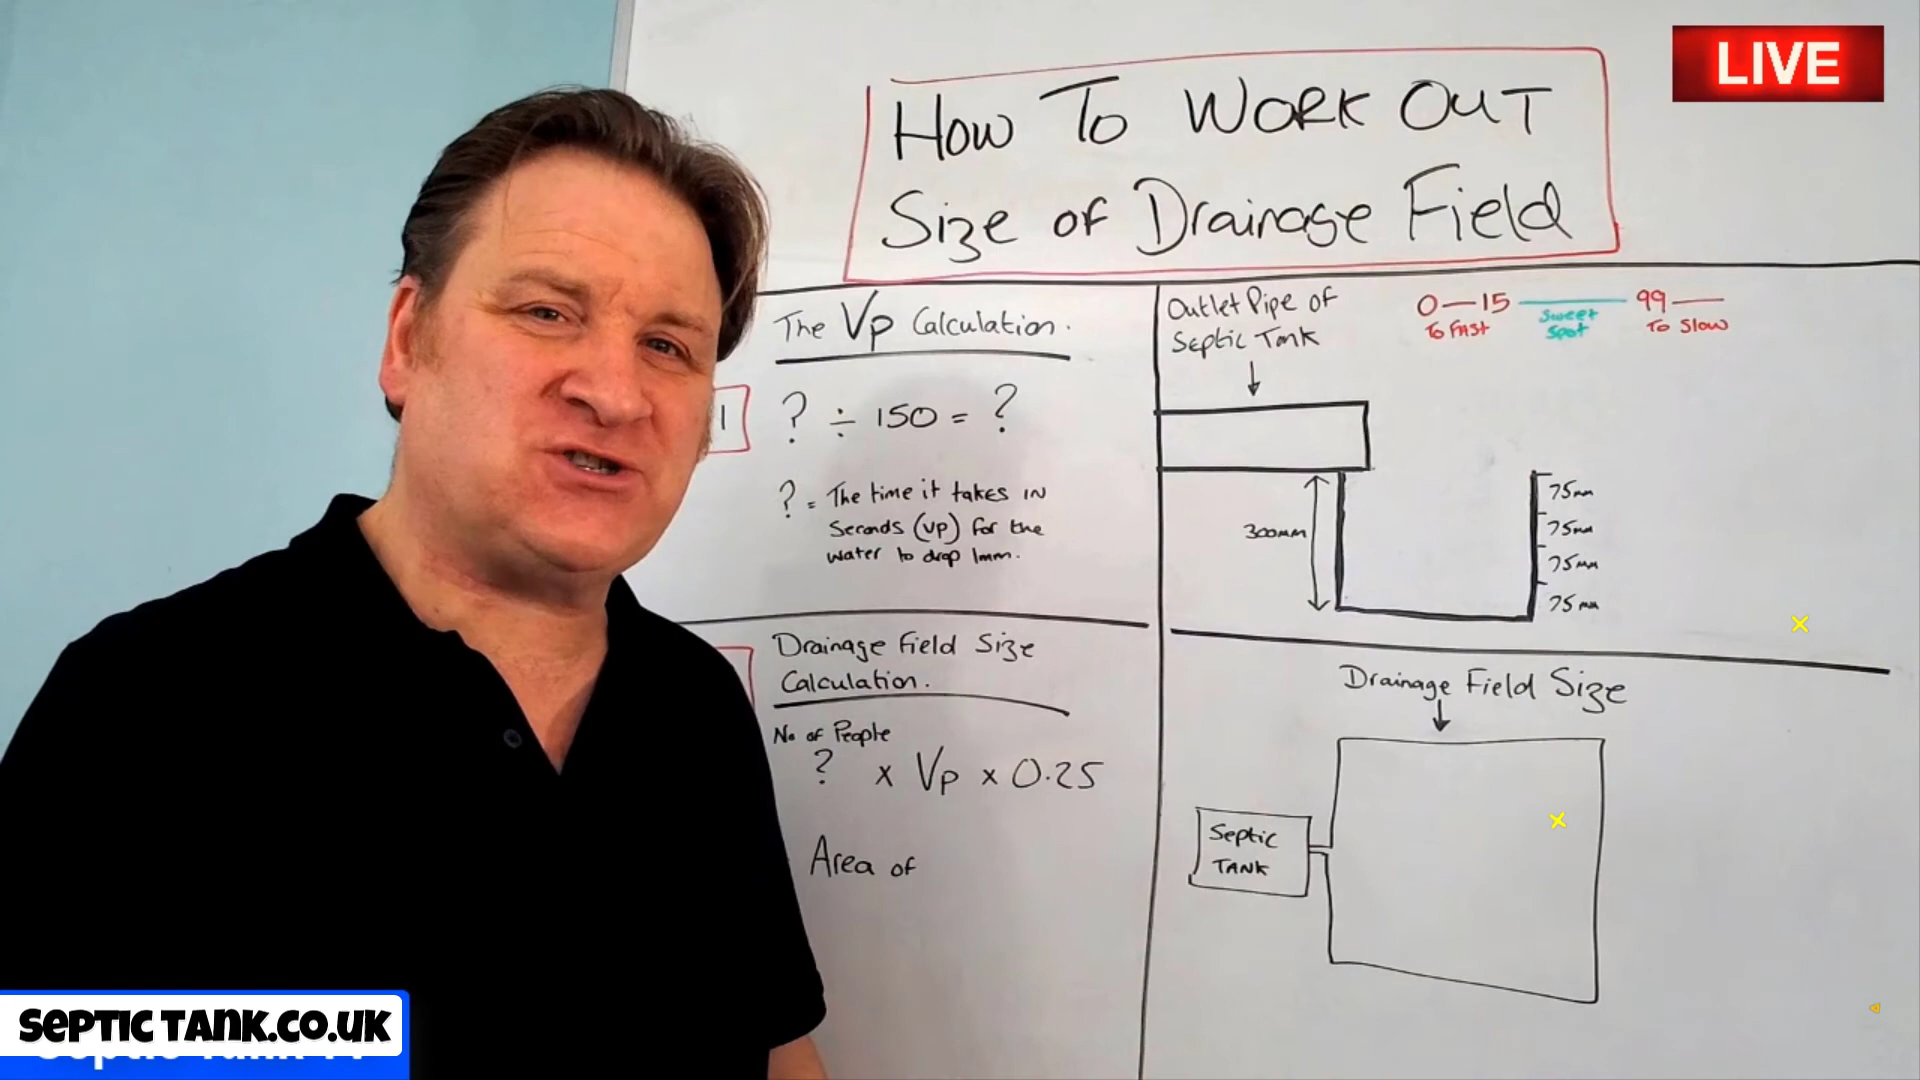 LIVE
How To WORK OUT
Size of Drainage Field
The Vp Calculation.
1
? ÷ 150 = ?
? = The time it takes IN
Seconds (Vp) for the
water to drop 1mm.
Outlet Pipe of
Septic Tank
0—15
To FAST
Sweet
Spot
99
To Slow
300mm
75mm
75mm
75mm
75mm
Drainage Field Size
Calculation.
No of People
? x Vp x 0.25
Area of
Drainage Field Size
Septic
TANK
SEPTIC TANK.CO.UK